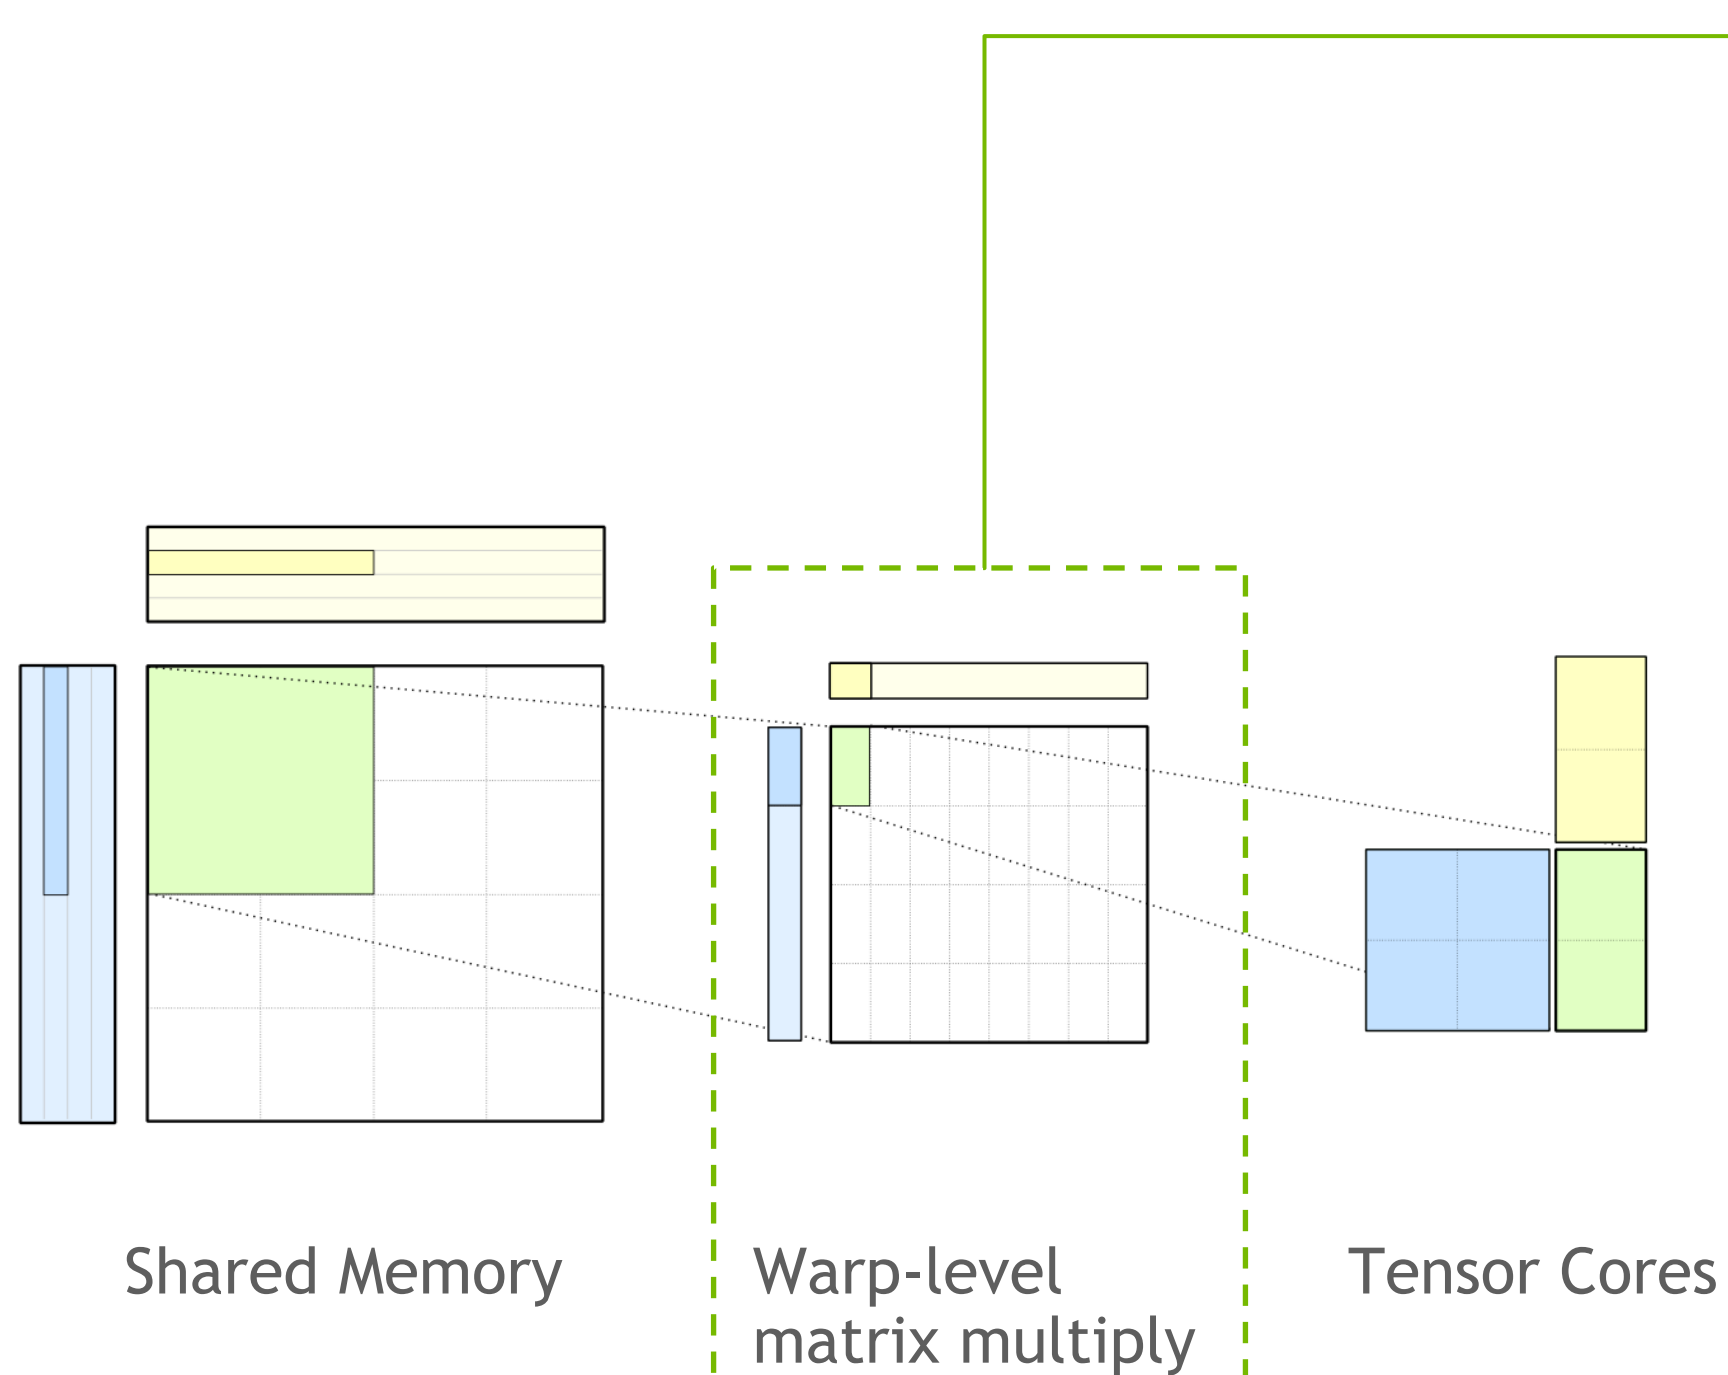 Shared Memory
Warp-level
matrix multiply
Tensor Cores